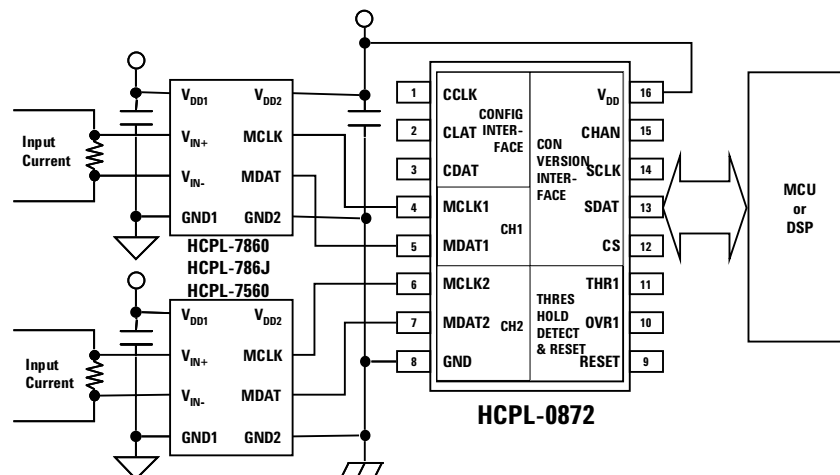 Input
Current
VDD1
VDD2
VIN+
MCLK
VIN-
MDAT
GND1
GND2
HCPL-7860
HCPL-786J
HCPL-7560
Input
Current
VDD1
VDD2
VIN+
MCLK
VIN-
MDAT
GND1
GND2
1
CCLK
2
CLAT
3
CDAT
CONFIG
INTER-
FACE
4
MCLK1
5
MDAT1
CH1
6
MCLK2
7
MDAT2
CH2
8
GND
CON
VERSION
INTER-
FACE
THRES
HOLD
DETECT
& RESET
VDD
16
CHAN
15
SCLK
14
SDAT
13
CS
12
THR1
11
OVR1
10
RESET
9
HCPL-0872
MCU
or
DSP